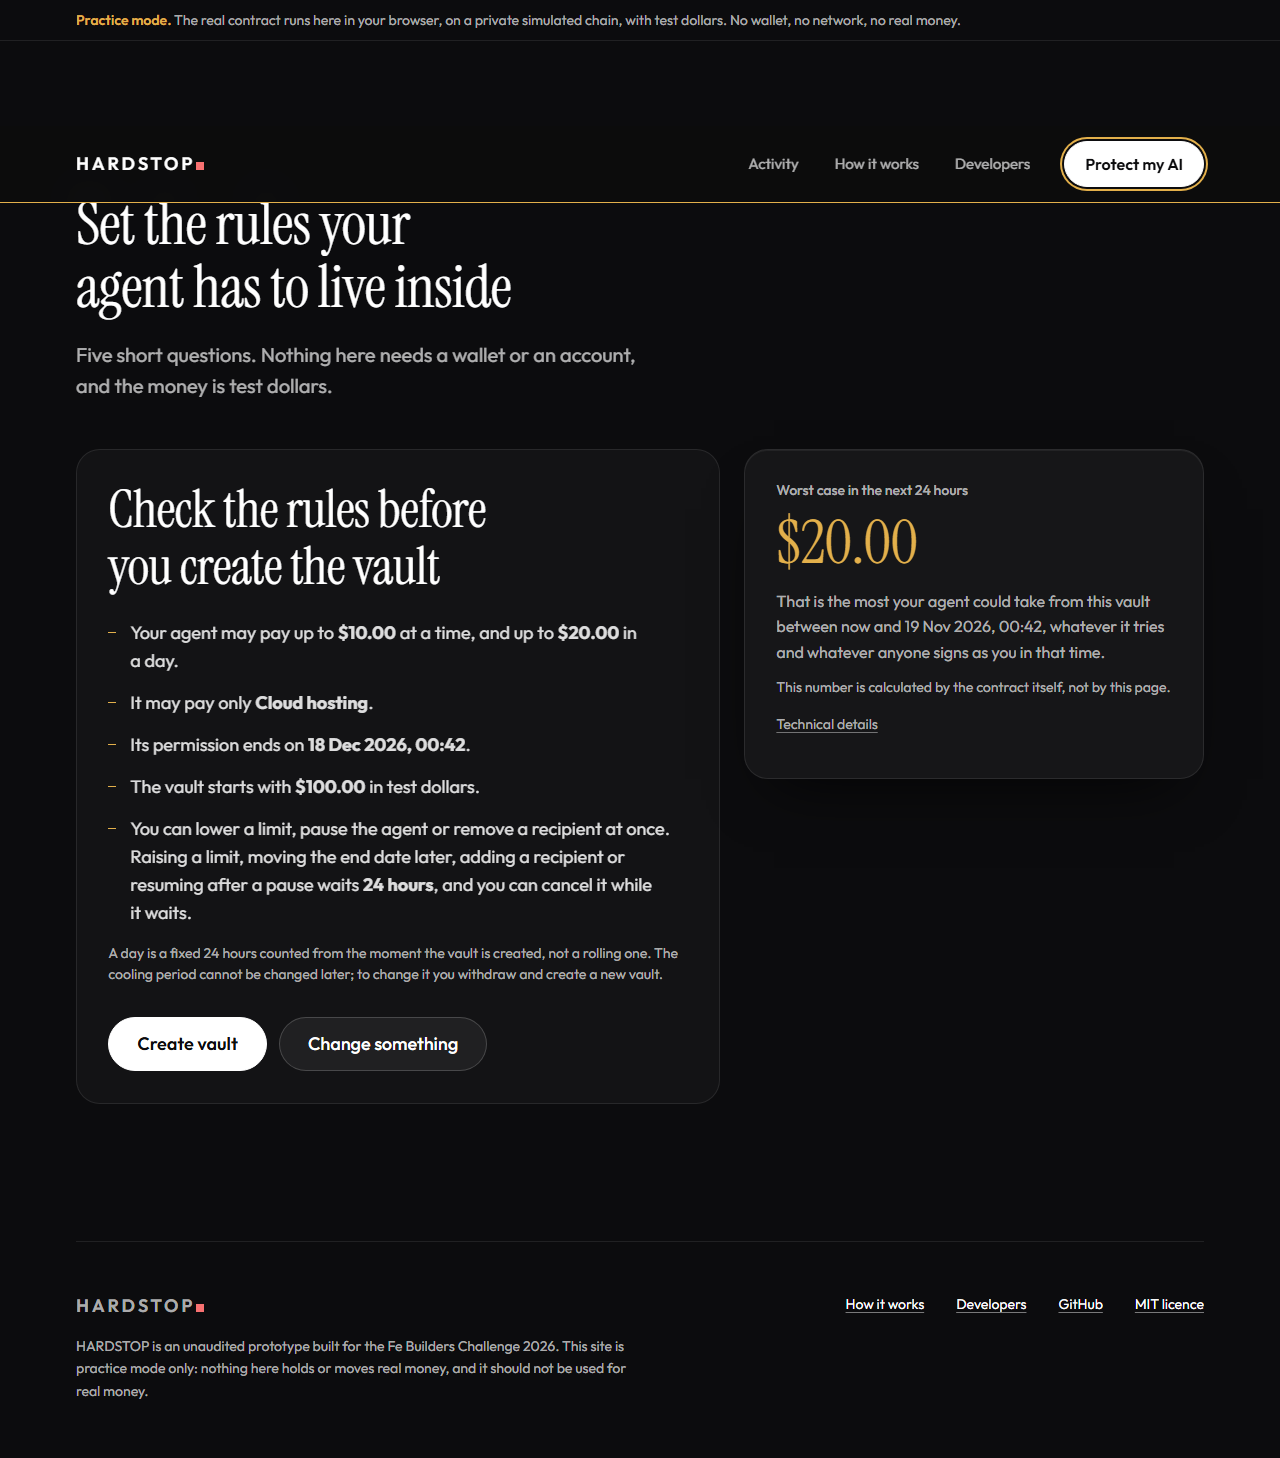 Practice mode. The real contract runs here in your browser, on a private simulated chain, with test dollars. No wallet, no network, no real money.
HARDSTOP
Activity
How it works
Developers
Protect my AI
Set the rules your
agent has to live inside
Five short questions. Nothing here needs a wallet or an account,
and the money is test dollars.
Check the rules before
you create the vault
– Your agent may pay up to $10.00 at a time, and up to $20.00 in
a day.
– It may pay only Cloud hosting.
– Its permission ends on 18 Dec 2026, 00:42.
– The vault starts with $100.00 in test dollars.
– You can lower a limit, pause the agent or remove a recipient at once.
Raising a limit, moving the end date later, adding a recipient or
resuming after a pause waits 24 hours, and you can cancel it while
it waits.
A day is a fixed 24 hours counted from the moment the vault is created, not a rolling one. The
cooling period cannot be changed later; to change it you withdraw and create a new vault.
Create vault
Change something
Worst case in the next 24 hours
$20.00
That is the most your agent could take from this vault
between now and 19 Nov 2026, 00:42, whatever it tries
and whatever anyone signs as you in that time.
This number is calculated by the contract itself, not by this page.
Technical details
HARDSTOP
How it works
Developers
GitHub
MIT licence
HARDSTOP is an unaudited prototype built for the Fe Builders Challenge 2026. This site is
practice mode only: nothing here holds or moves real money, and it should not be used for
real money.